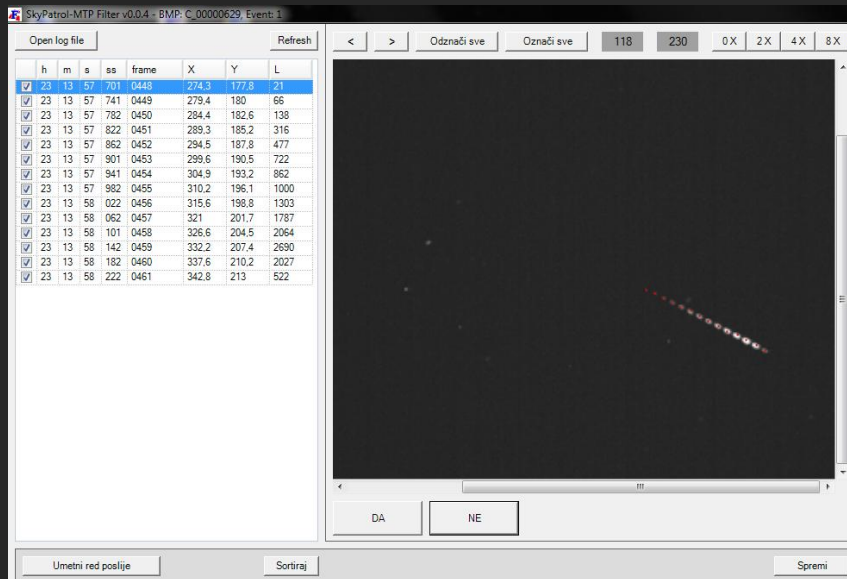 SkyPatrol-MTP Filter v0.0.4 - BMP: C_00000629, Event: 1
Open log file Refresh < > Odznači sve Označi sve 118 230 0 X 2 X 4 X 8 X
h m s ss frame X Y L
23 13 57 701 0448 274,3 177,8 21
23 13 57 741 0449 279,4 180 66
23 13 57 782 0450 284,4 182,6 138
23 13 57 822 0451 289,3 185,2 316
23 13 57 862 0452 294,5 187,8 477
23 13 57 901 0453 299,6 190,5 722
23 13 57 941 0454 304,9 193,2 862
23 13 57 982 0455 310,2 196,1 1000
23 13 58 022 0456 315,6 198,8 1303
23 13 58 062 0457 321 201,7 1787
23 13 58 101 0458 326,6 204,5 2064
23 13 58 142 0459 332,2 207,4 2690
23 13 58 182 0460 337,6 210,2 2027
23 13 58 222 0461 342,8 213 522
DA NE
Umetni red poslije Sortiraj Spremi